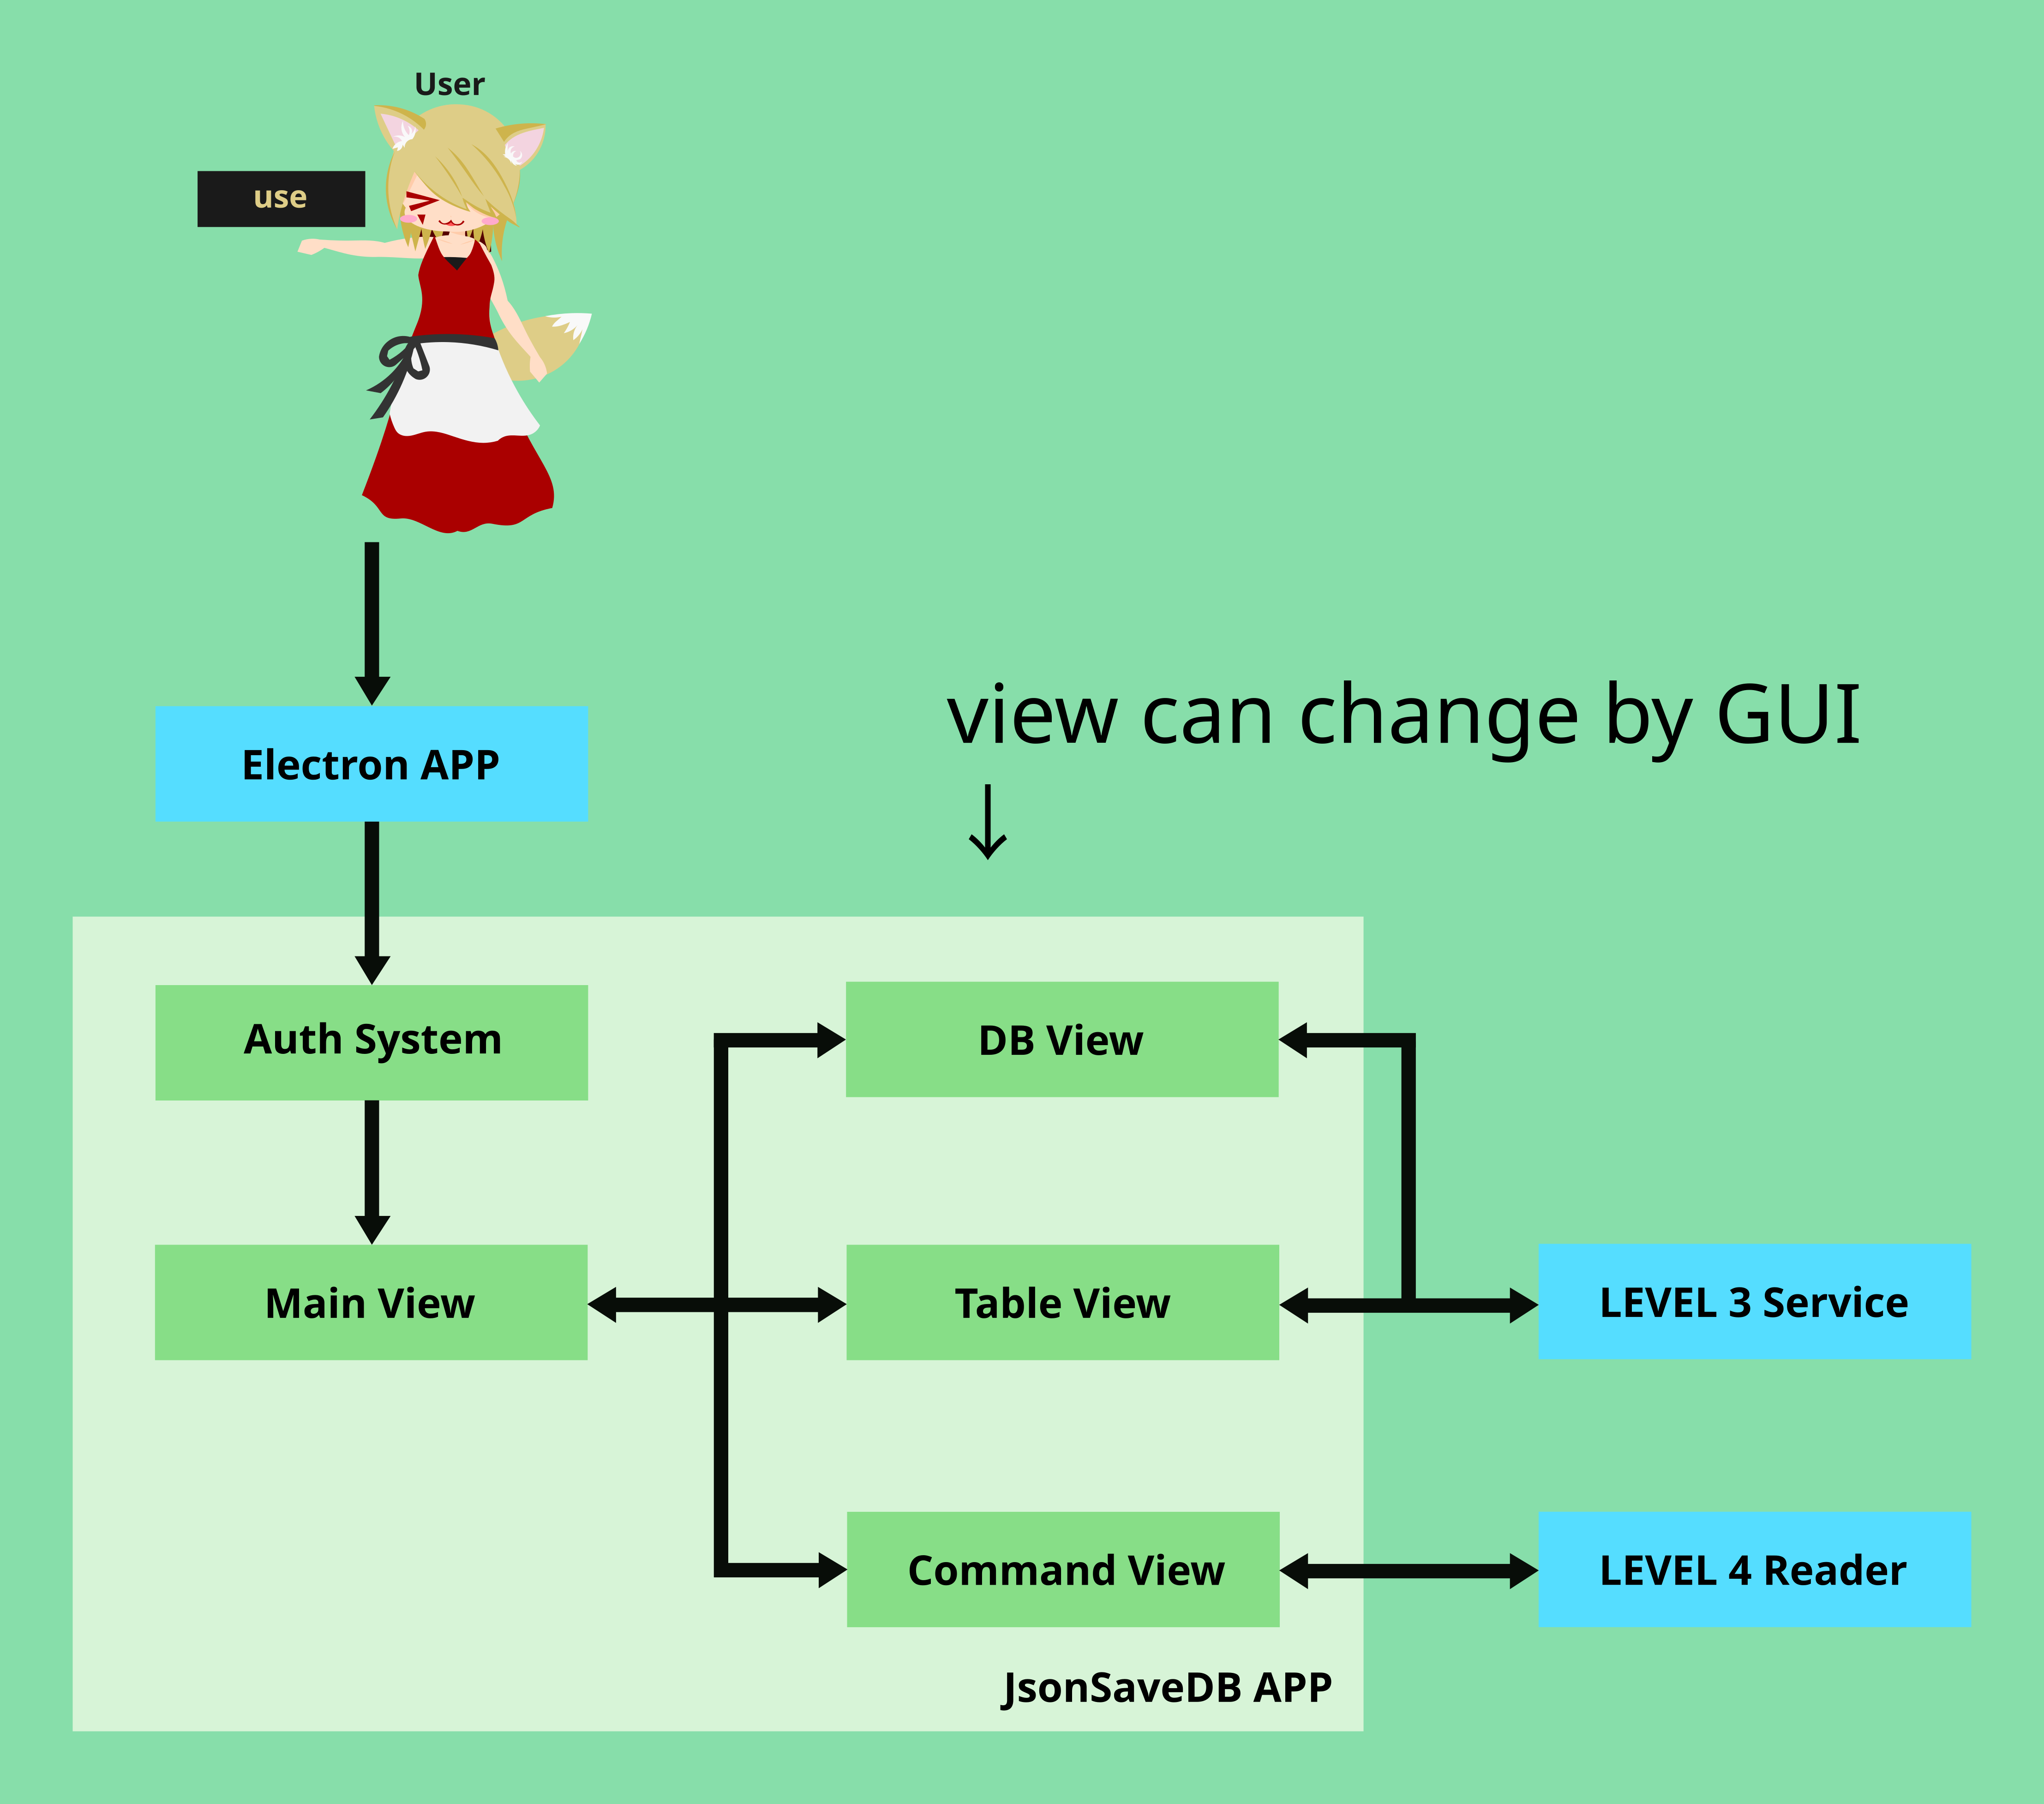 User
use
Electron APP
view can change by GUI
↓
Auth System
DB View
Main View
Table View
LEVEL 3 Service
Command View
LEVEL 4 Reader
JsonSaveDB APP